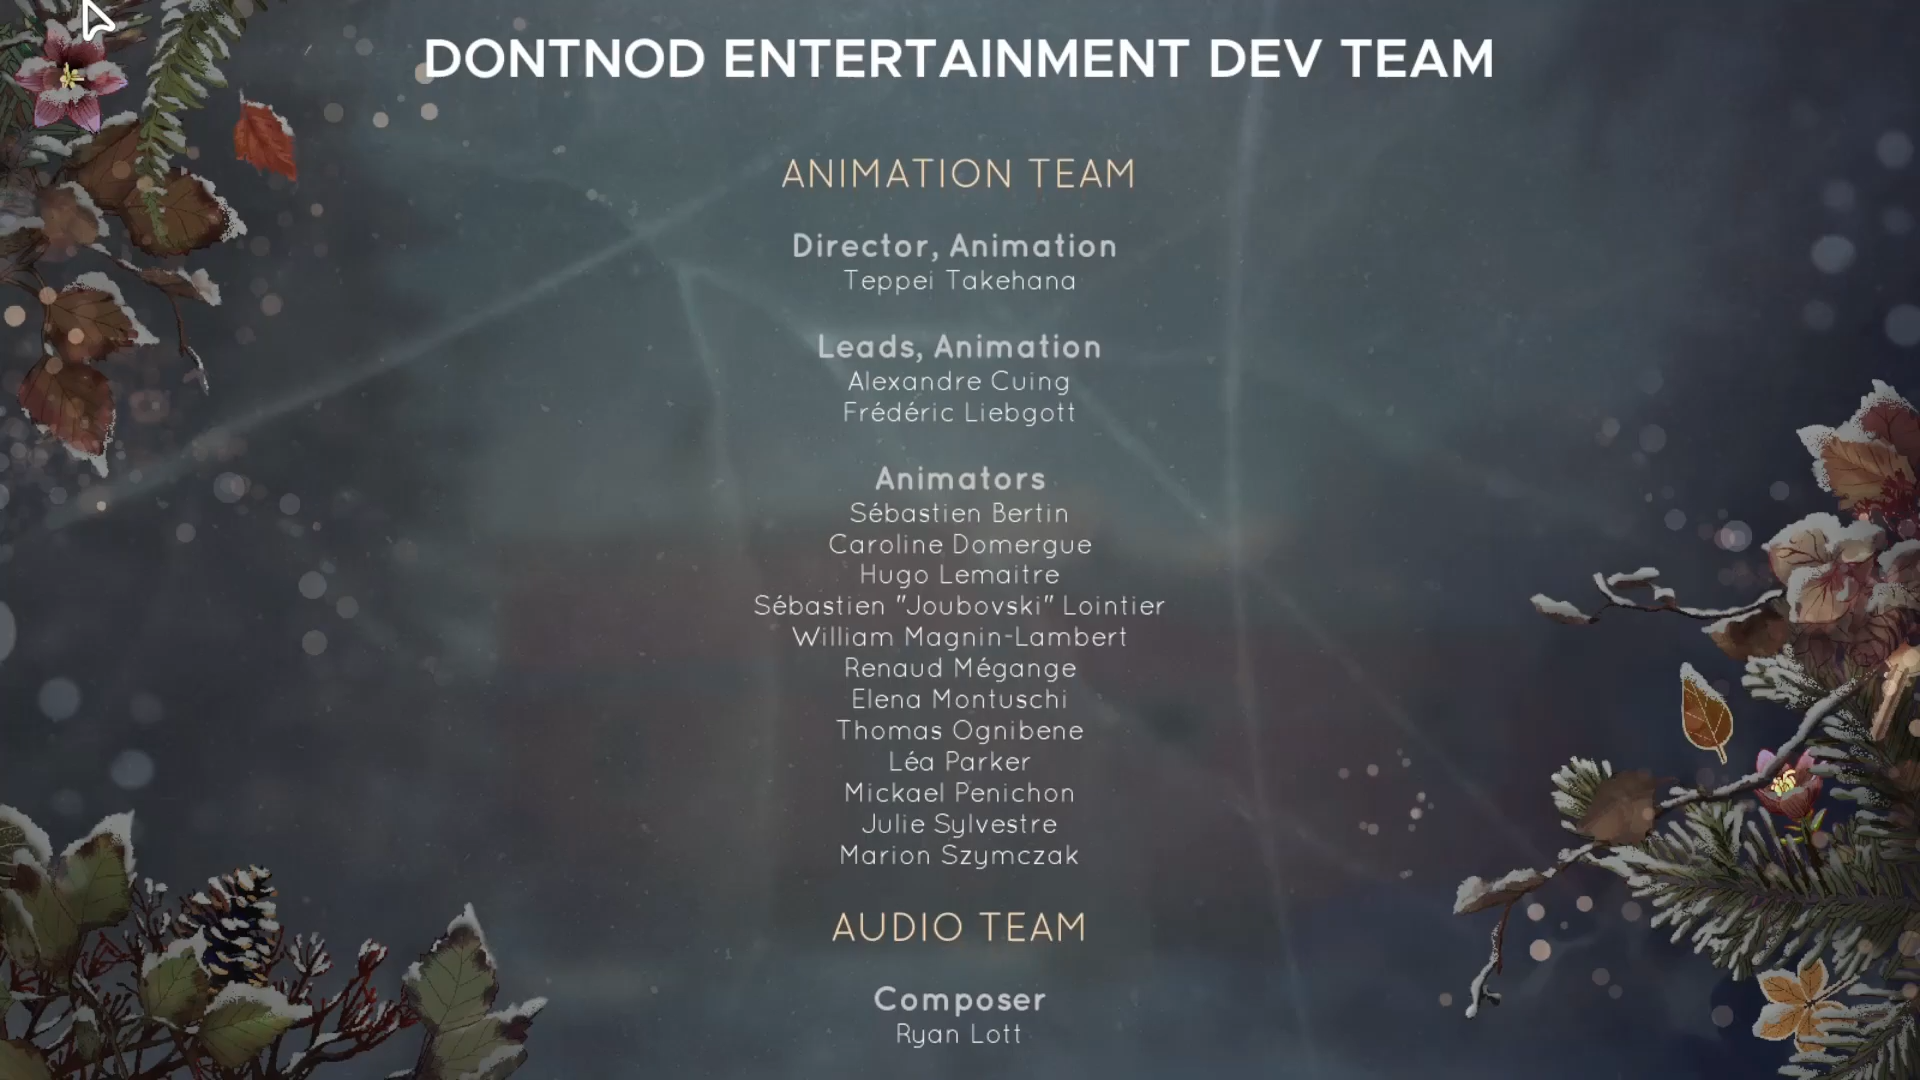 DONTNOD ENTERTAINMENT DEV TEAM
ANIMATION TEAM
Director, Animation
Teppei Takehana
Leads, Animation
Alexandre Cuing
Frédéric Liebgott
Animators
Sébastien Bertin
Caroline Domergue
Hugo Lemaitre
Sébastien "Joubovski" Lointier
William Magnin-Lambert
Renaud Mégange
Elena Montuschi
Thomas Ognibene
Léa Parker
Mickael Penichon
Julie Sylvestre
Marion Szymczak
AUDIO TEAM
Composer
Ryan Lott